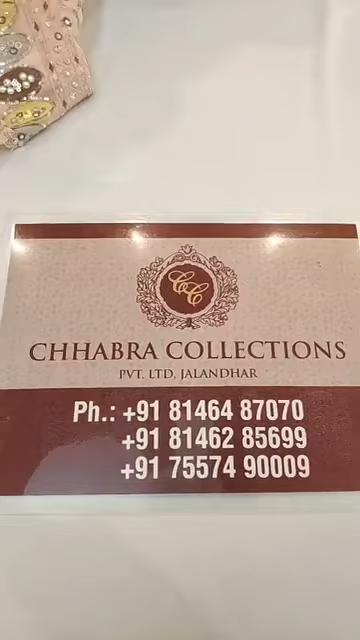 CC
CHHABRA COLLECTIONS
PVT. LTD. JALANDHAR
Ph.: +91 81464 87070
+91 81462 85699
+91 75574 90009